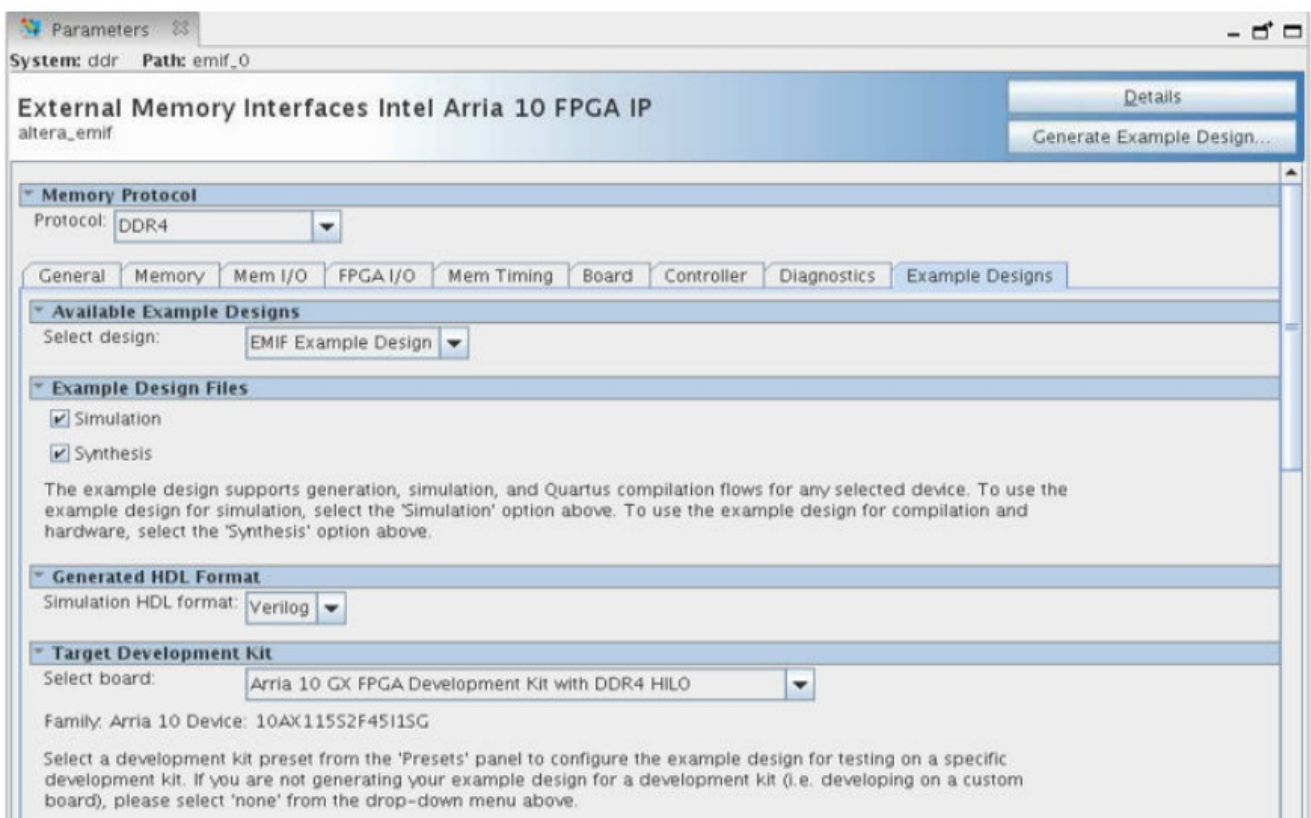 Parameters
System: ddr Path: emif_0
External Memory Interfaces Intel Arria 10 FPGA IP
altera_emif
Details
Generate Example Design...
Memory Protocol
Protocol: DDR4
General Memory Mem I/O FPGA I/O Mem Timing Board Controller Diagnostics Example Designs
Available Example Designs
Select design: EMIF Example Design
Example Design Files
Simulation
Synthesis
The example design supports generation, simulation, and Quartus compilation flows for any selected device. To use the
example design for simulation, select the 'Simulation' option above. To use the example design for compilation and
hardware, select the 'Synthesis' option above.
Generated HDL Format
Simulation HDL format: Verilog
Target Development Kit
Select board: Arria 10 GX FPGA Development Kit with DDR4 HILO
Family: Arria 10 Device: 10AX115S2F45I1SG
Select a development kit preset from the 'Presets' panel to configure the example design for testing on a specific
development kit. If you are not generating your example design for a development kit (i.e. developing on a custom
board), please select 'none' from the drop-down menu above.